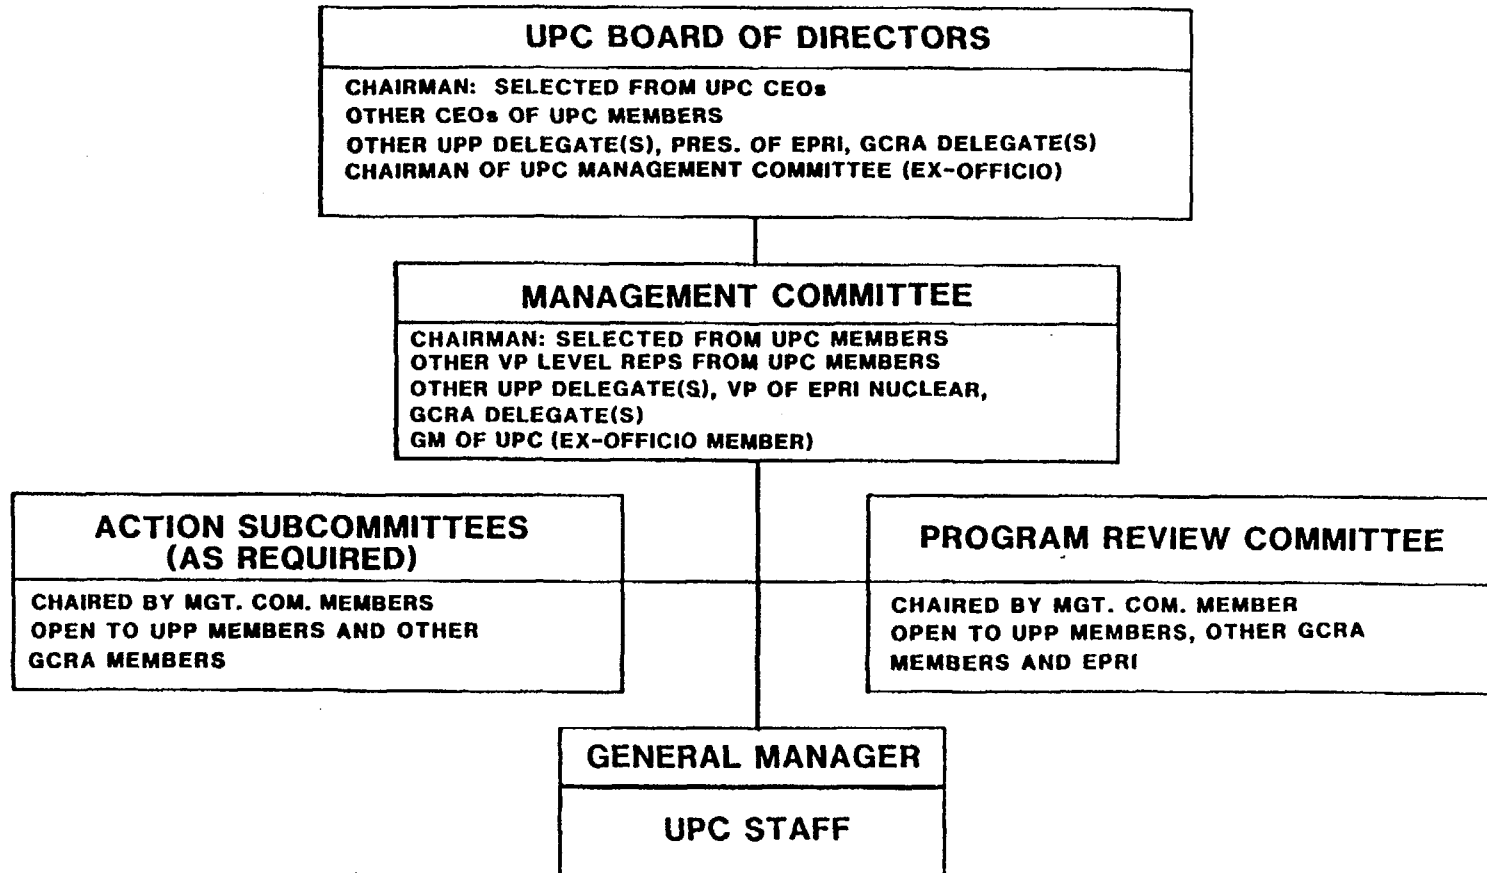 UPC BOARD OF DIRECTORS
CHAIRMAN: SELECTED FROM UPC CEOs
OTHER CEOs OF UPC MEMBERS
OTHER UPP DELEGATE(S), PRES. OF EPRI, GCRA DELEGATE(S)
CHAIRMAN OF UPC MANAGEMENT COMMITTEE (EX-OFFICIO)
MANAGEMENT COMMITTEE
CHAIRMAN: SELECTED FROM UPC MEMBERS
OTHER VP LEVEL REPS FROM UPC MEMBERS
OTHER UPP DELEGATE(S), VP OF EPRI NUCLEAR,
GCRA DELEGATE(S)
GM OF UPC (EX-OFFICIO MEMBER)
ACTION SUBCOMMITTEES
(AS REQUIRED)
CHAIRED BY MGT. COM. MEMBERS
OPEN TO UPP MEMBERS AND OTHER
GCRA MEMBERS
PROGRAM REVIEW COMMITTEE
CHAIRED BY MGT. COM. MEMBER
OPEN TO UPP MEMBERS, OTHER GCRA
MEMBERS AND EPRI
GENERAL MANAGER
UPC STAFF